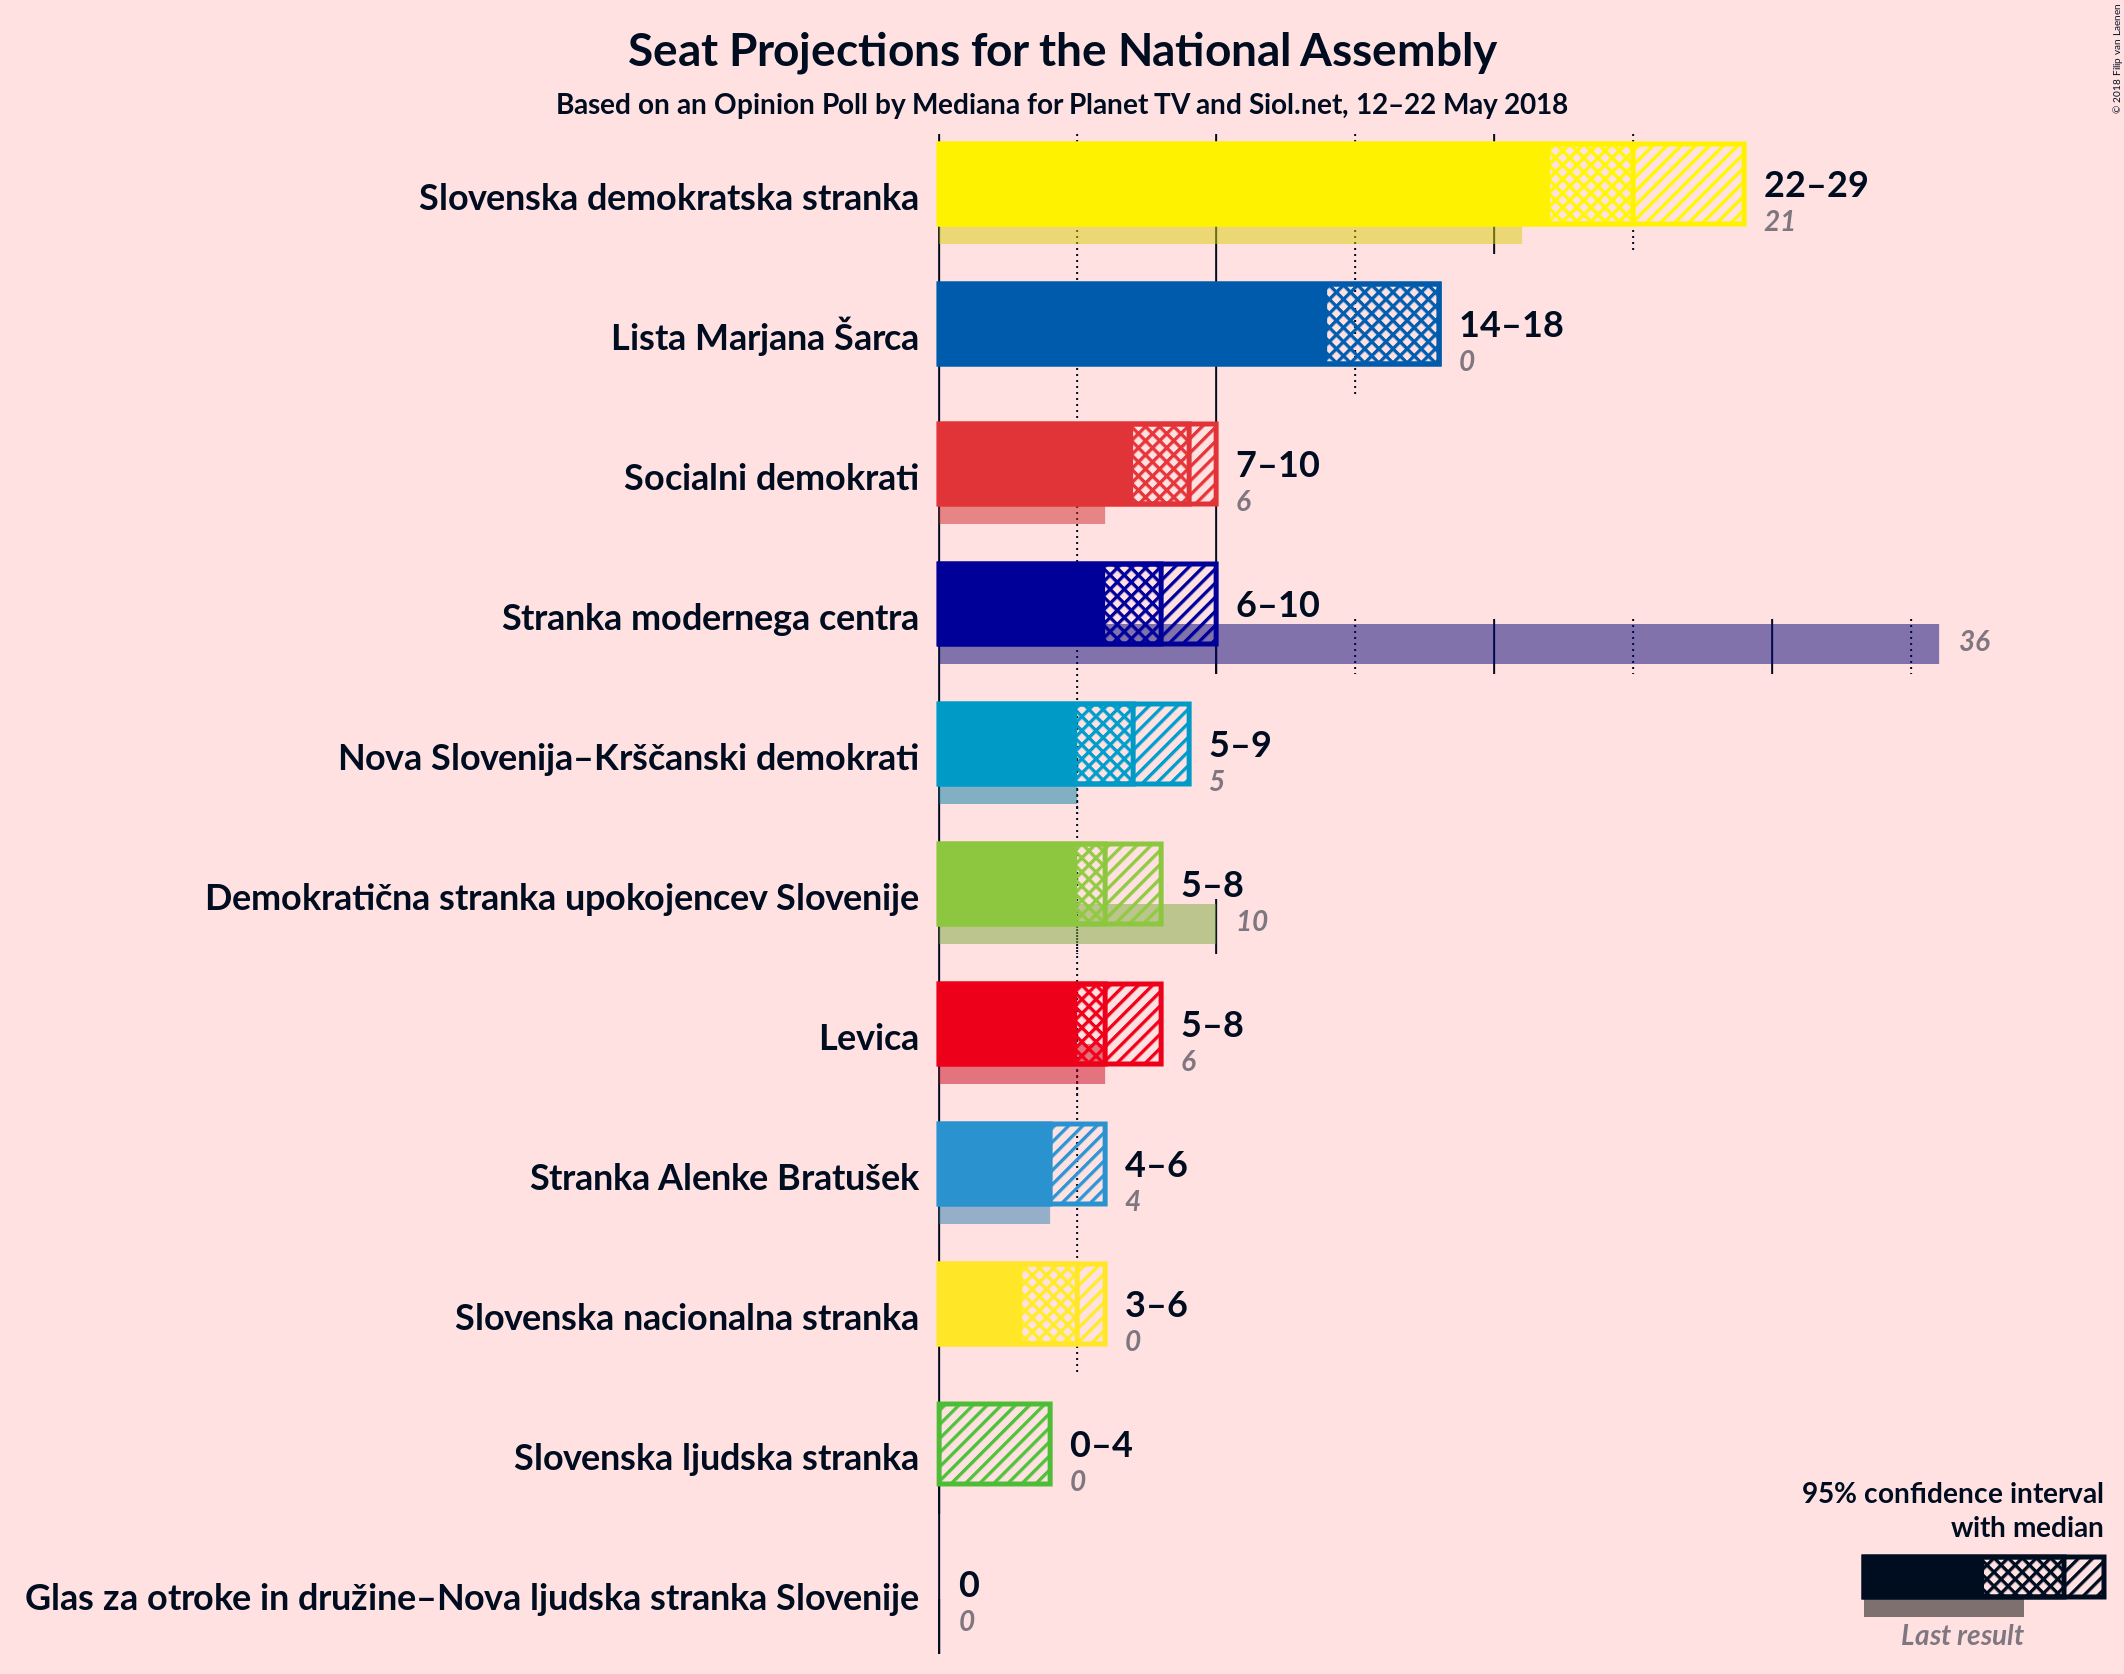 Seat Projections for the National Assembly
Based on an Opinion Poll by Mediana for Planet TV and Siol.net, 12–22 May 2018
© 2018 Filip van Laenen
Slovenska demokratska stranka
22–29
21
Lista Marjana Šarca
14–18
0
Socialni demokrati
7–10
6
Stranka modernega centra
6–10
36
Nova Slovenija–Krščanski demokrati
5–9
5
Demokratična stranka upokojencev Slovenije
5–8
10
Levica
5–8
6
Stranka Alenke Bratušek
4–6
4
Slovenska nacionalna stranka
3–6
0
Slovenska ljudska stranka
0–4
0
Glas za otroke in družine–Nova ljudska stranka Slovenije
0
0
95% confidence interval
with median
Last result